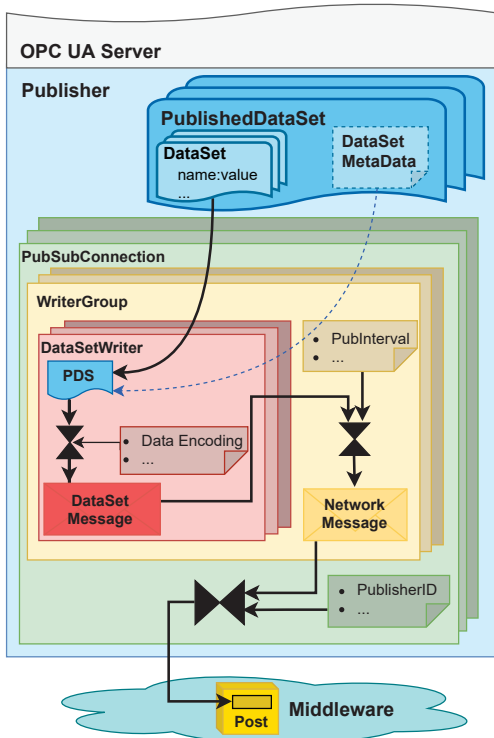 OPC UA Server
Publisher
PublishedDataSet
DataSet
name:value
...
DataSet
MetaData
PubSubConnection
WriterGroup
DataSetWriter
PDS
• PubInterval
• ...
• Data Encoding
• ...
DataSet
Message
Network
Message
• PublisherID
• ...
Post
Middleware